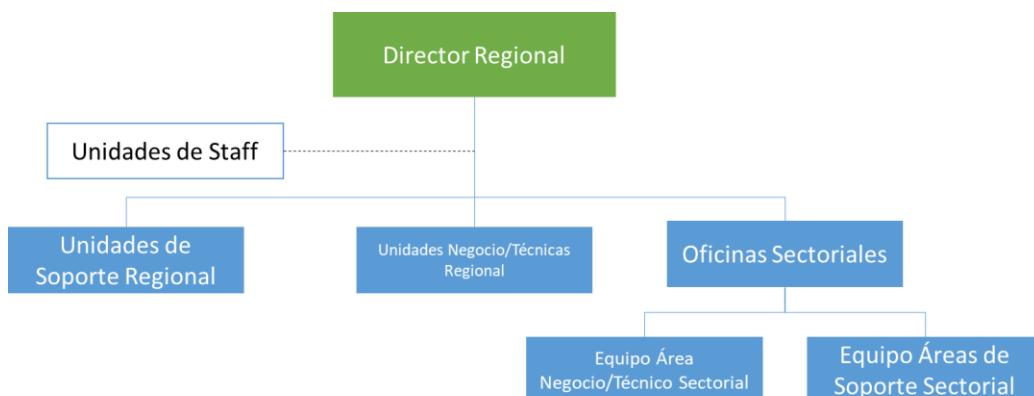 Director Regional
Unidades de Staff
Unidades de
Soporte Regional
Unidades Negocio/Técnicas
Regional
Oficinas Sectoriales
Equipo Área
Negocio/Técnico Sectorial
Equipo Áreas de
Soporte Sectorial